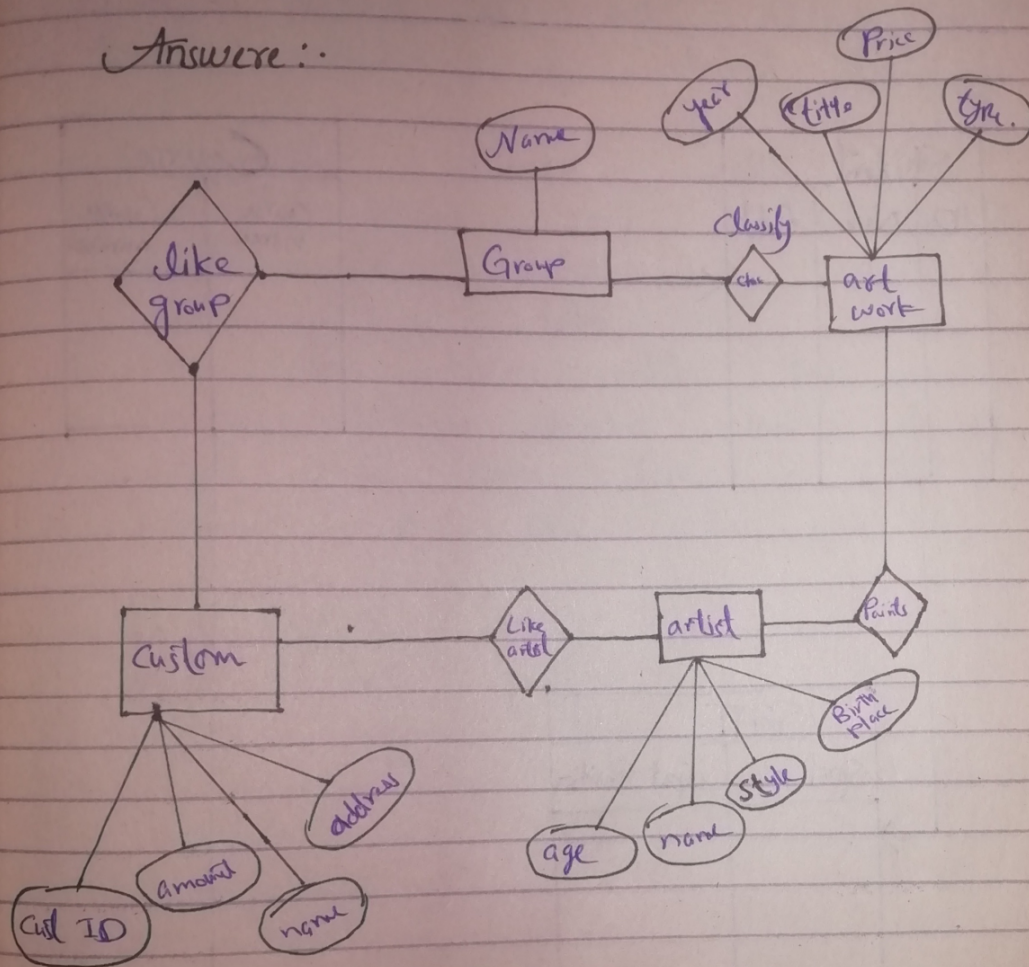 Answere :.
Price
year
title
type.
Name
Classify
like
group
Group
art
work
Custom
Like
artist
artist
Paints
Birth
place
address
style
amount
age
name
Cust ID
name